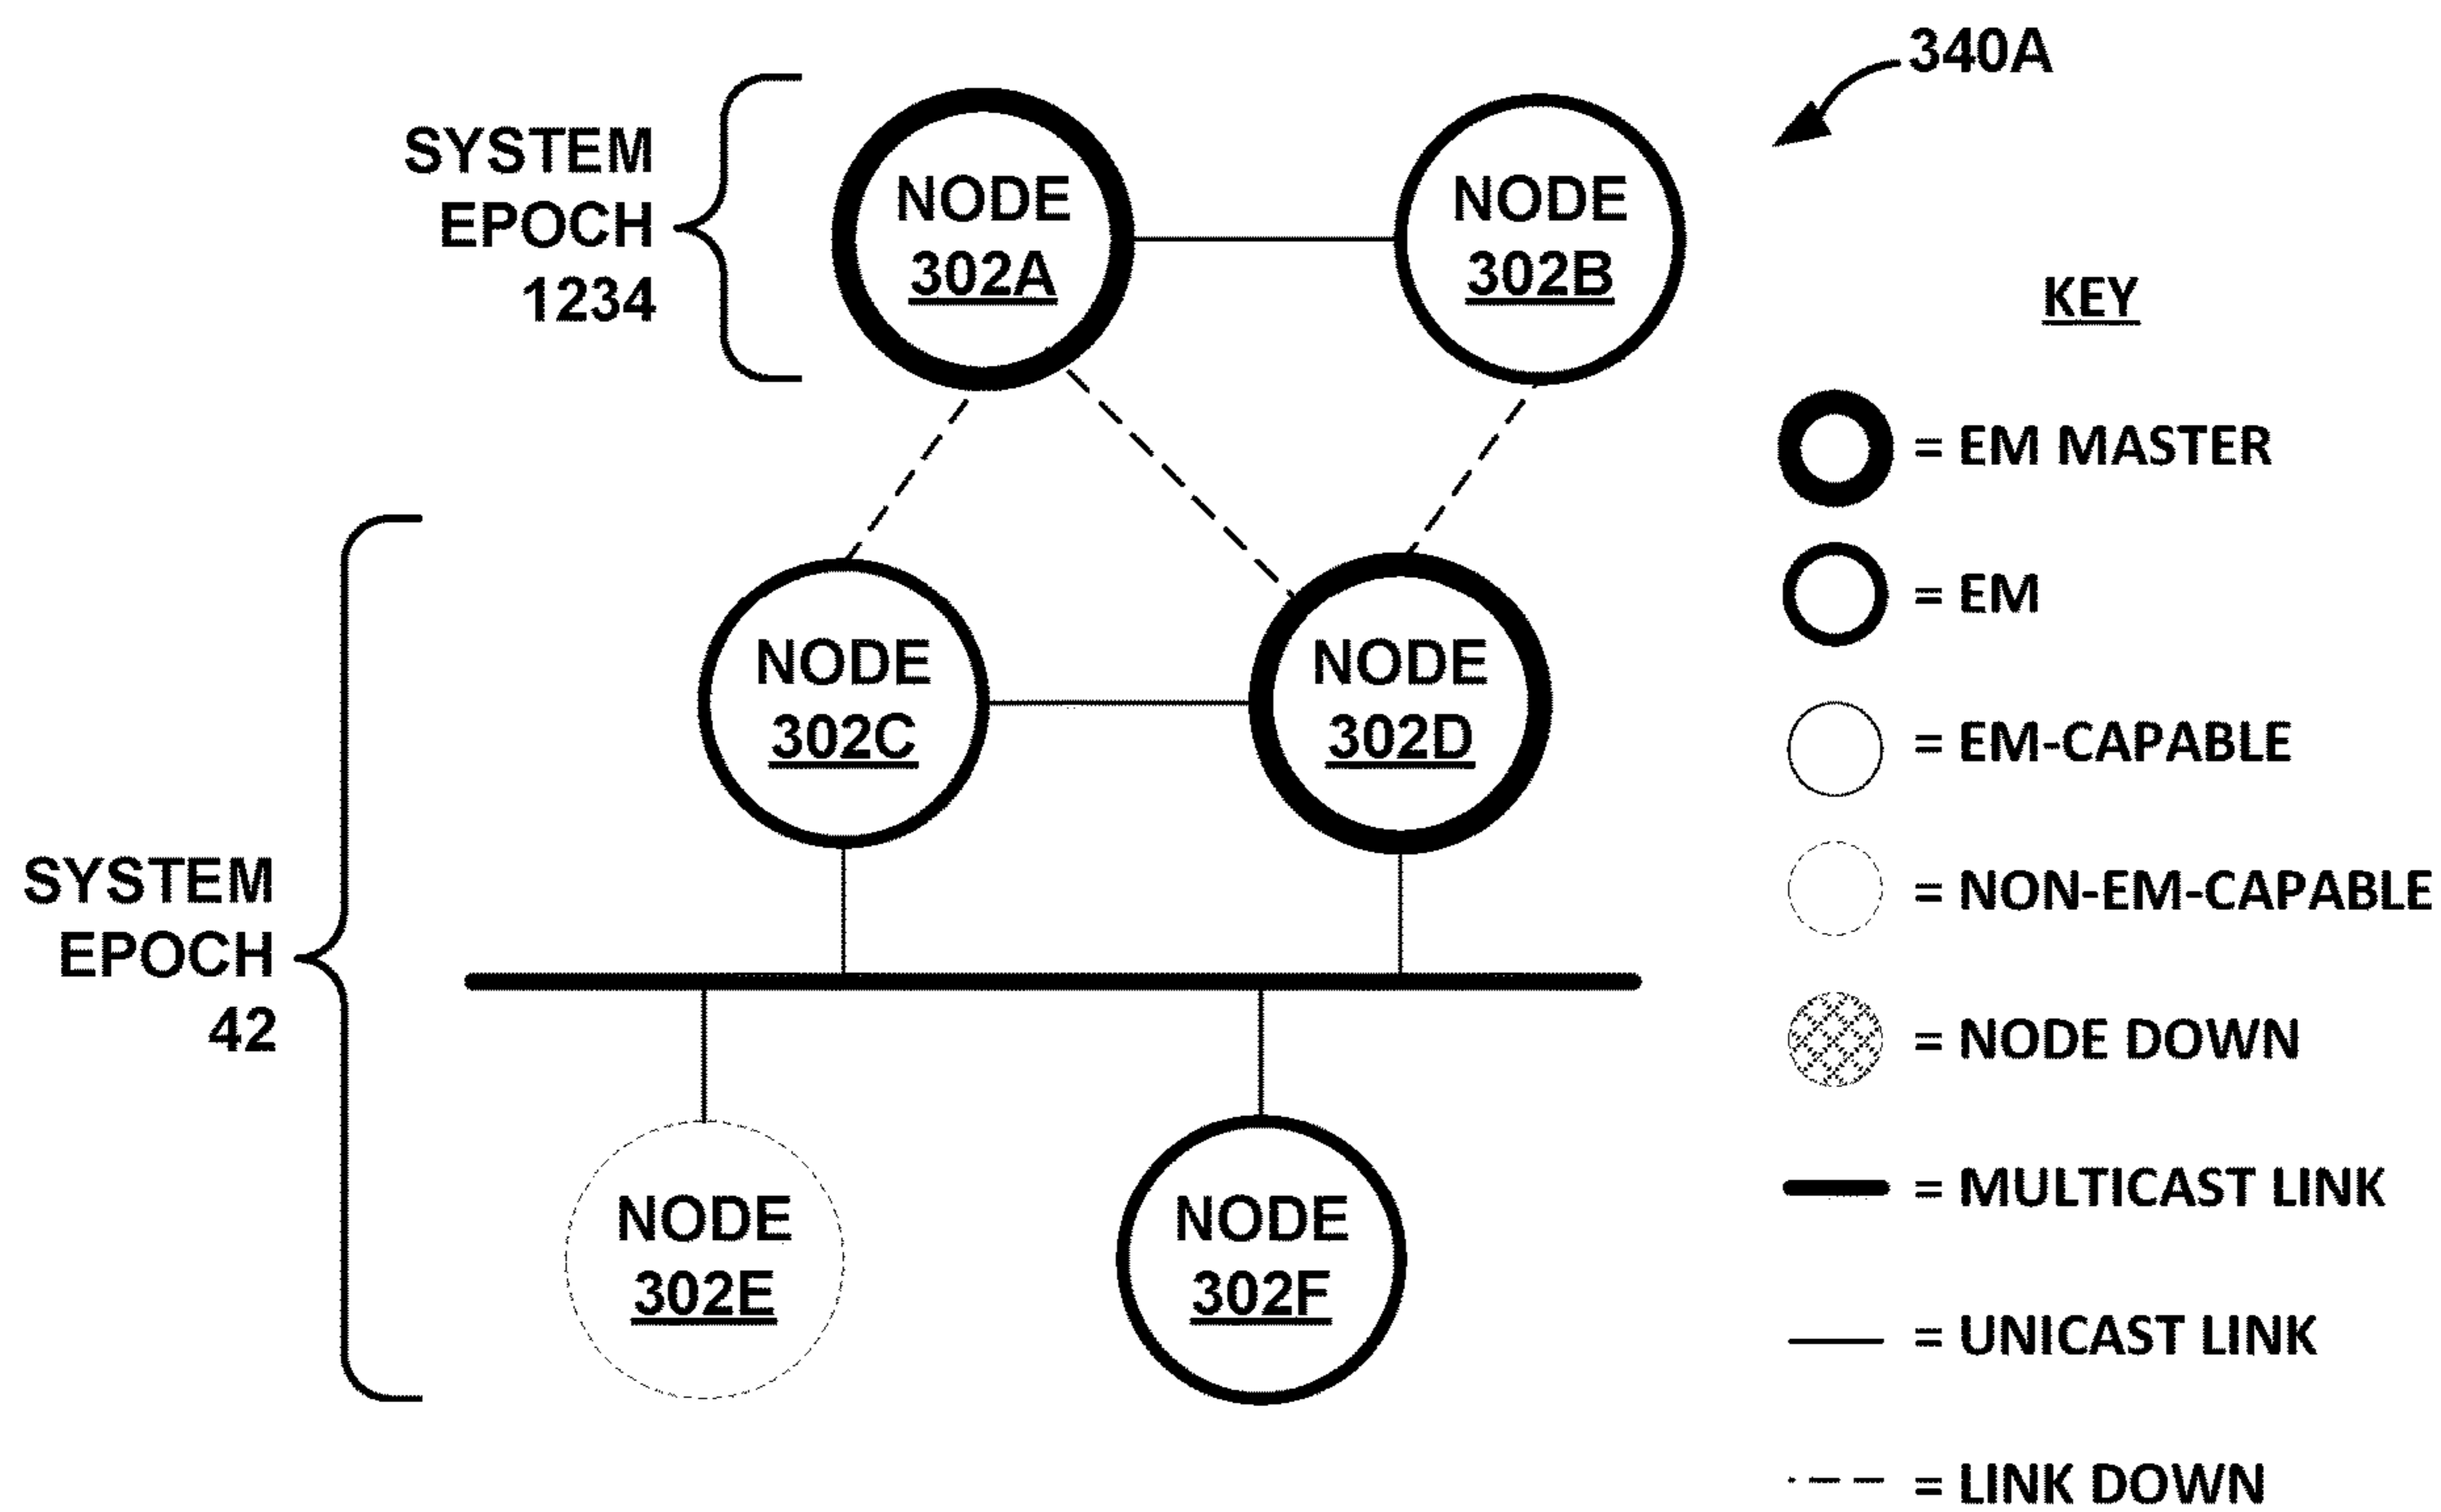 340A
SYSTEM
EPOCH
1234
NODE
302A
NODE
302B
NODE
302C
NODE
302D
SYSTEM
EPOCH
42
NODE
302E
NODE
302F
KEY
= EM MASTER
= EM
= EM-CAPABLE
= NON-EM-CAPABLE
= NODE DOWN
= MULTICAST LINK
= UNICAST LINK
= LINK DOWN